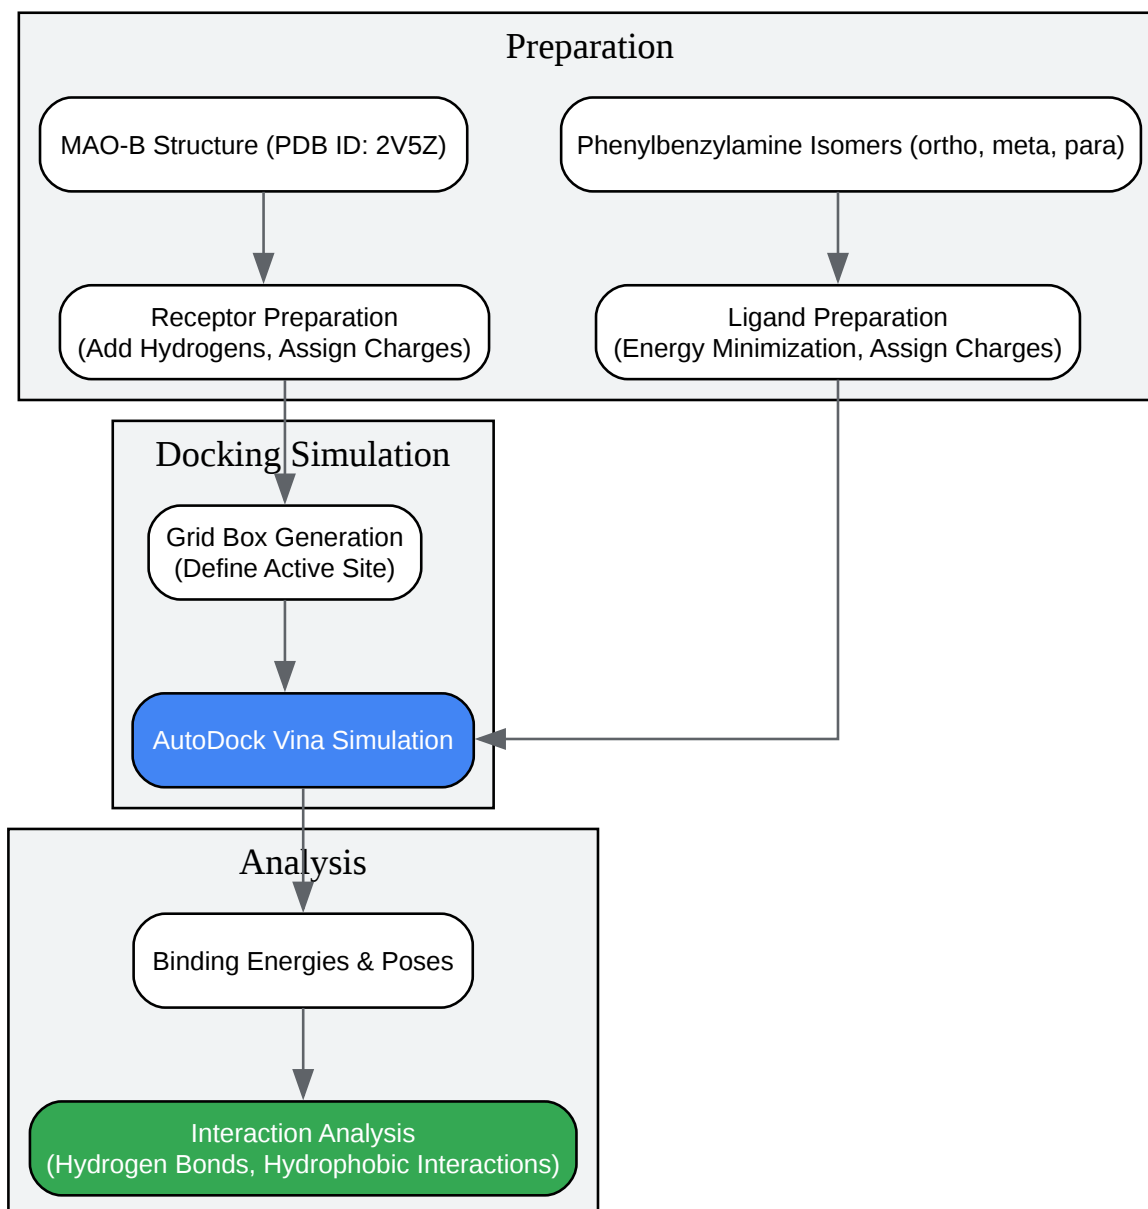 Preparation
MAO-B Structure (PDB ID: 2V5Z)
Phenylbenzylamine Isomers (ortho, meta, para)
Receptor Preparation
(Add Hydrogens, Assign Charges)
Ligand Preparation
(Energy Minimization, Assign Charges)
Docking Simulation
Grid Box Generation
(Define Active Site)
AutoDock Vina Simulation
Analysis
Binding Energies & Poses
Interaction Analysis
(Hydrogen Bonds, Hydrophobic Interactions)